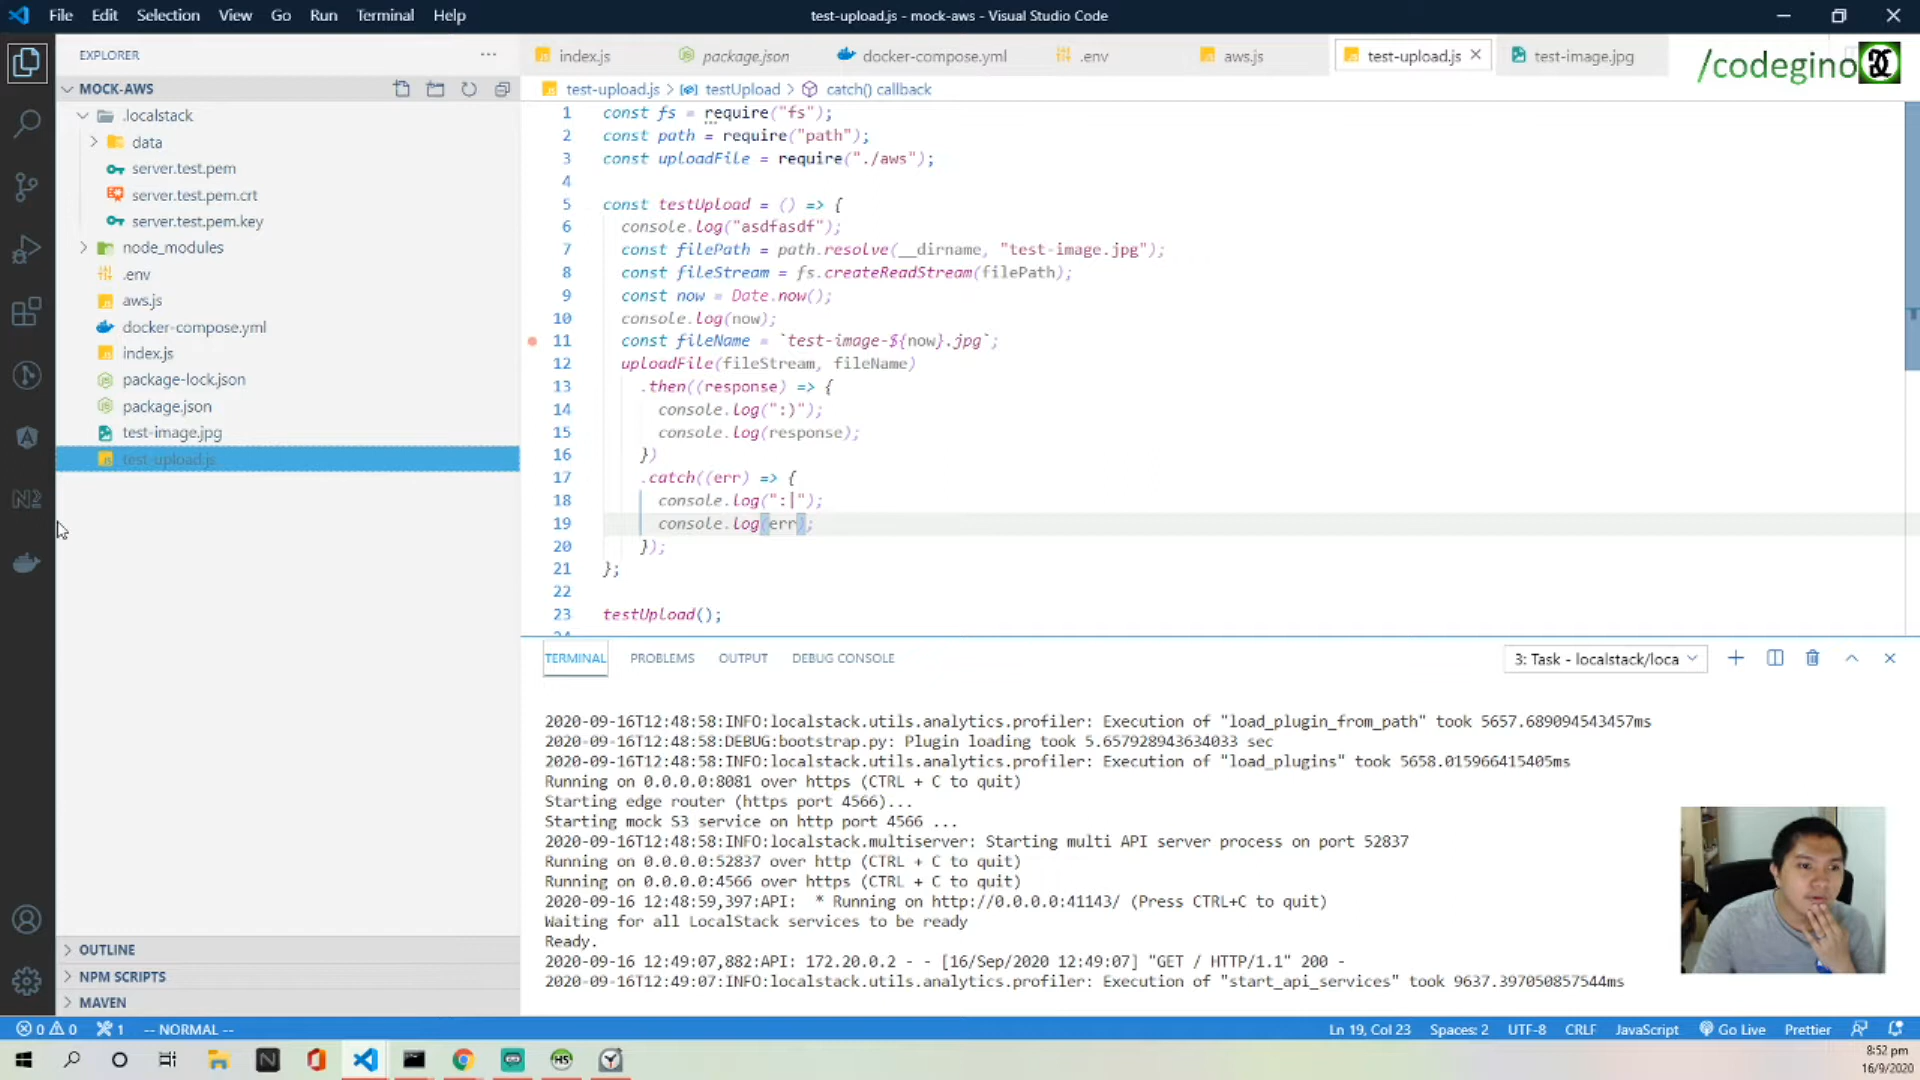 File Edit Selection View Go Run Terminal Help
test-upload.js - mock-aws - Visual Studio Code
EXPLORER
MOCK-AWS
.localstack
data
server.test.pem
server.test.pem.crt
server.test.pem.key
node_modules
.env
aws.js
docker-compose.yml
index.js
package-lock.json
package.json
test-image.jpg
test-upload.js
OUTLINE
NPM SCRIPTS
MAVEN
index.js package.json docker-compose.yml .env aws.js test-upload.js test-image.jpg
/codegino
test-upload.js > testUpload > catch() callback
1 const fs = require("fs");
2 const path = require("path");
3 const uploadFile = require("./aws");
4
5 const testUpload = () => {
6 console.log("asdfasdf");
7 const filePath = path.resolve(__dirname, "test-image.jpg");
8 const fileStream = fs.createReadStream(filePath);
9 const now = Date.now();
10 console.log(now);
11 const fileName = `test-image-${now}.jpg`;
12 uploadFile(fileStream, fileName)
13 .then((response) => {
14 console.log(":)");
15 console.log(response);
16 })
17 .catch((err) => {
18 console.log(":|");
19 console.log(err);
20 });
21 };
22
23 testUpload();
24
TERMINAL PROBLEMS OUTPUT DEBUG CONSOLE
3: Task - localstack/loca
2020-09-16T12:48:58:INFO:localstack.utils.analytics.profiler: Execution of "load_plugin_from_path" took 5657.689094543457ms
2020-09-16T12:48:58:DEBUG:bootstrap.py: Plugin loading took 5.657928943634033 sec
2020-09-16T12:48:58:INFO:localstack.utils.analytics.profiler: Execution of "load_plugins" took 5658.015966415405ms
Running on 0.0.0.0:8081 over https (CTRL + C to quit)
Starting edge router (https port 4566)...
Starting mock S3 service on http port 4566 ...
2020-09-16T12:48:58:INFO:localstack.multiserver: Starting multi API server process on port 52837
Running on 0.0.0.0:52837 over http (CTRL + C to quit)
Running on 0.0.0.0:4566 over https (CTRL + C to quit)
2020-09-16 12:48:59,397:API:  * Running on http://0.0.0.0:41143/ (Press CTRL+C to quit)
Waiting for all LocalStack services to be ready
Ready.
2020-09-16 12:49:07,882:API: 172.20.0.2 - - [16/Sep/2020 12:49:07] "GET / HTTP/1.1" 200 -
2020-09-16T12:49:07:INFO:localstack.utils.analytics.profiler: Execution of "start_api_services" took 9637.397050857544ms
0 0 1 -- NORMAL -- Ln 19, Col 23 Spaces: 2 UTF-8 CRLF JavaScript Go Live Prettier
8:52 pm
16/9/2020